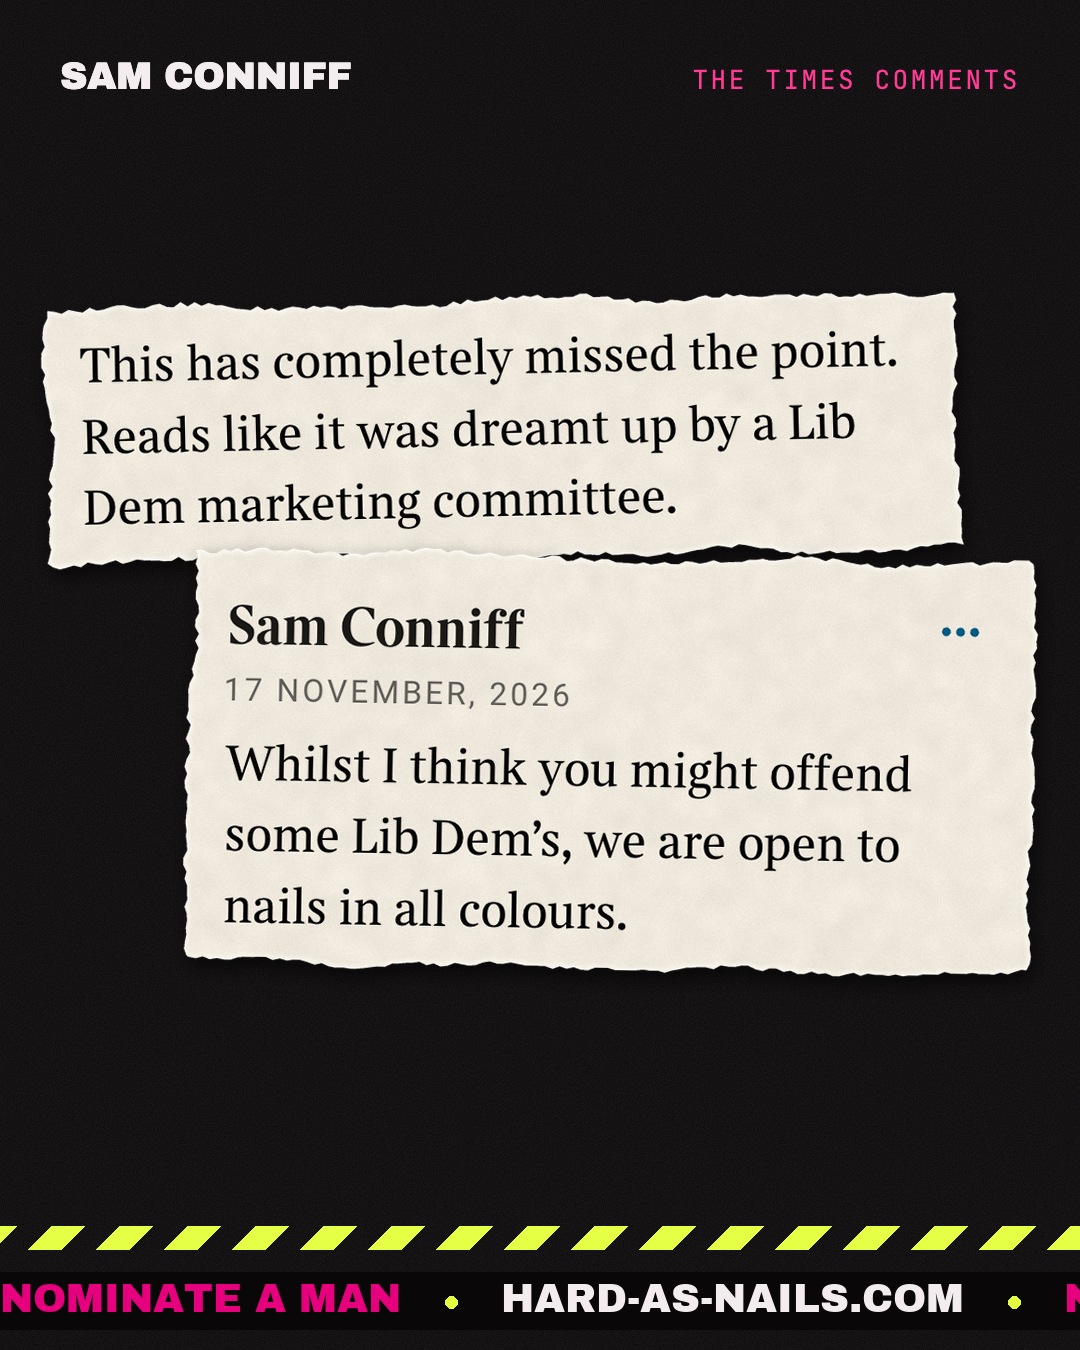 SAM CONNIFF
THE TIMES COMMENTS
This has completely missed the point.
Reads like it was dreamt up by a Lib
Dem marketing committee.
Sam Conniff
17 NOVEMBER, 2026
Whilst I think you might offend
some Lib Dem’s, we are open to
nails in all colours.
NOMINATE A MAN • HARD-AS-NAILS.COM •